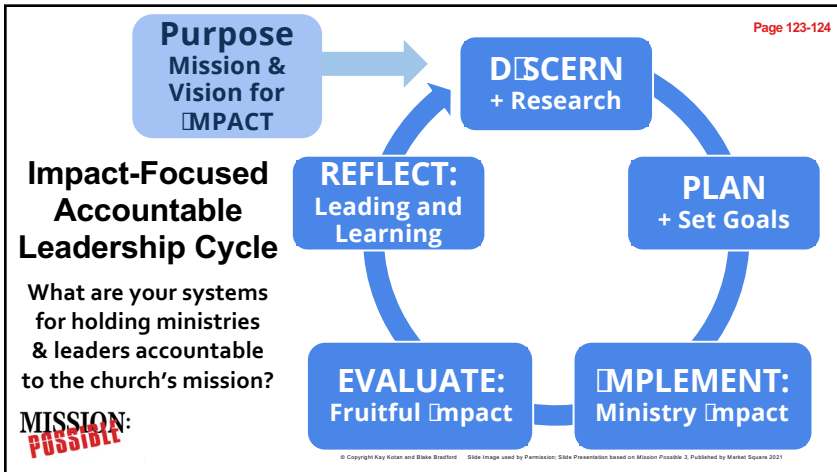 Page 123-124
Purpose
Mission &
Vision for
▯MPACT
D▯SCERN
+ Research
PLAN
+ Set Goals
▯MPLEMENT:
Ministry ▯mpact
EVALUATE:
Fruitful ▯mpact
REFLECT:
Leading and
Learning
Impact-Focused
Accountable
Leadership Cycle
What are your systems
for holding ministries
& leaders accountable
to the church's mission?
MISSION:
POSSIBLE
© Copyright Kay Kotan and Blake Bradford Slide Image used by Permission; Slide Presentation based on Mission Possible 3, Published by Market Square 2021